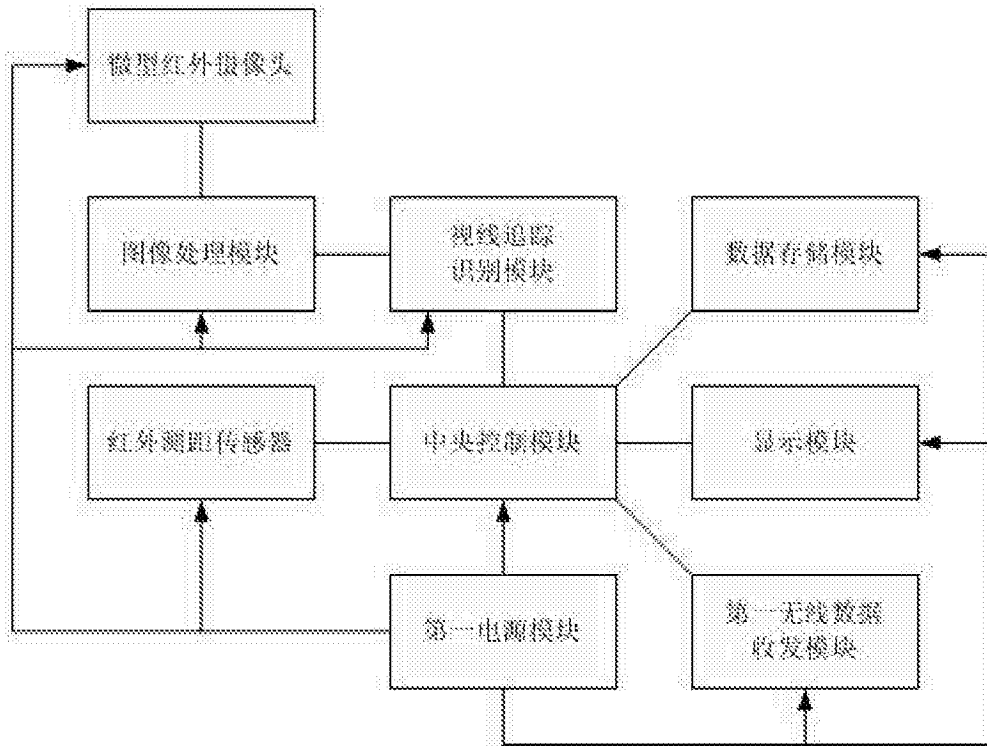 微型红外摄像头
图像处理模块
视线追踪
识别模块
数据存储模块
红外测距传感器
中央控制模块
显示模块
第一电源模块
第一无线数据
收发模块